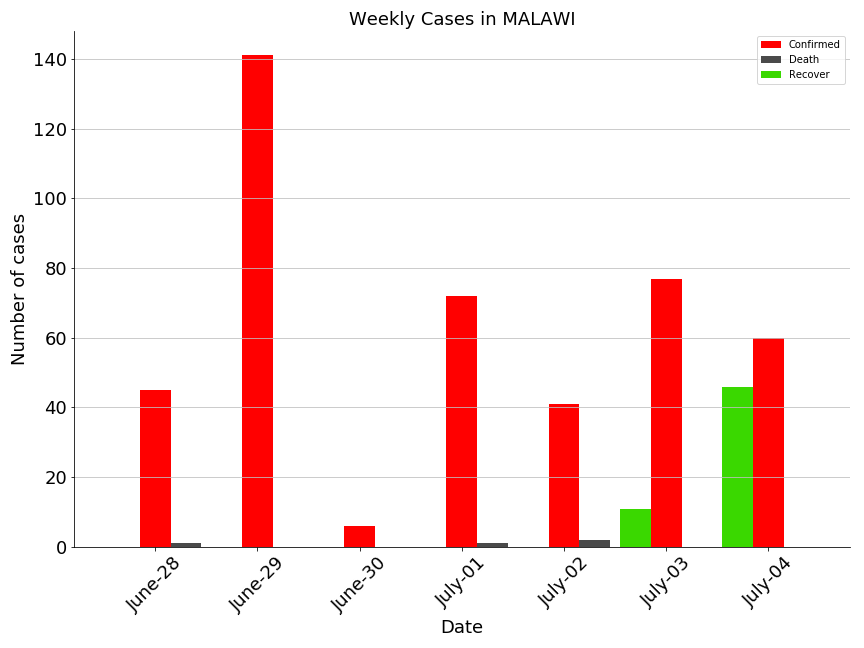 Weekly Cases in MALAWI
Confirmed
Death
Recover
Number of cases
140
120
100
80
60
40
20
0
June-28
June-29
June-30
July-01
July-02
July-03
July-04
Date